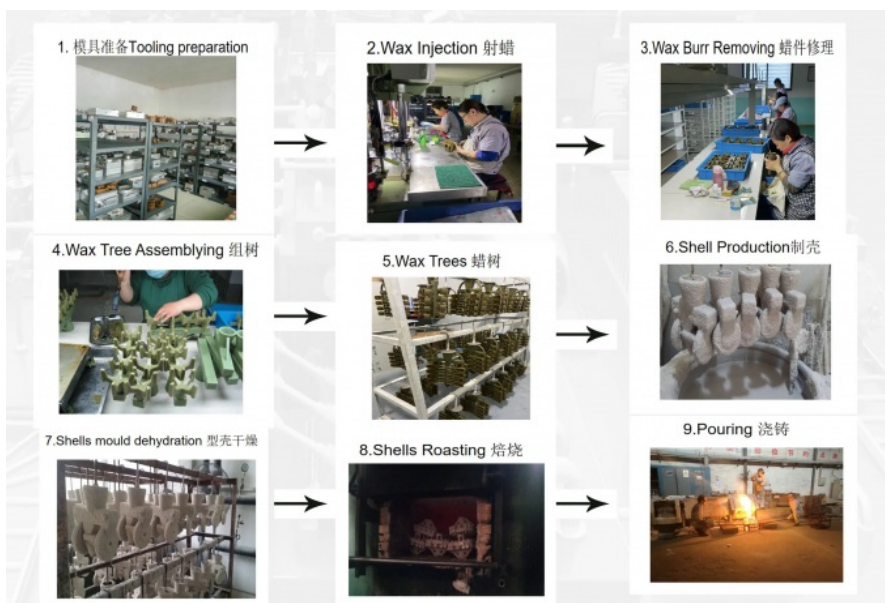 1. 模具准备Tooling preparation
2.Wax Injection 射蜡
3.Wax Burr Removing 蜡件修理
4.Wax Tree Assemblying 组树
5.Wax Trees 蜡树
6.Shell Production制壳
7.Shells mould dehydration 型壳干燥
8.Shells Roasting 焙烧
9.Pouring 浇铸